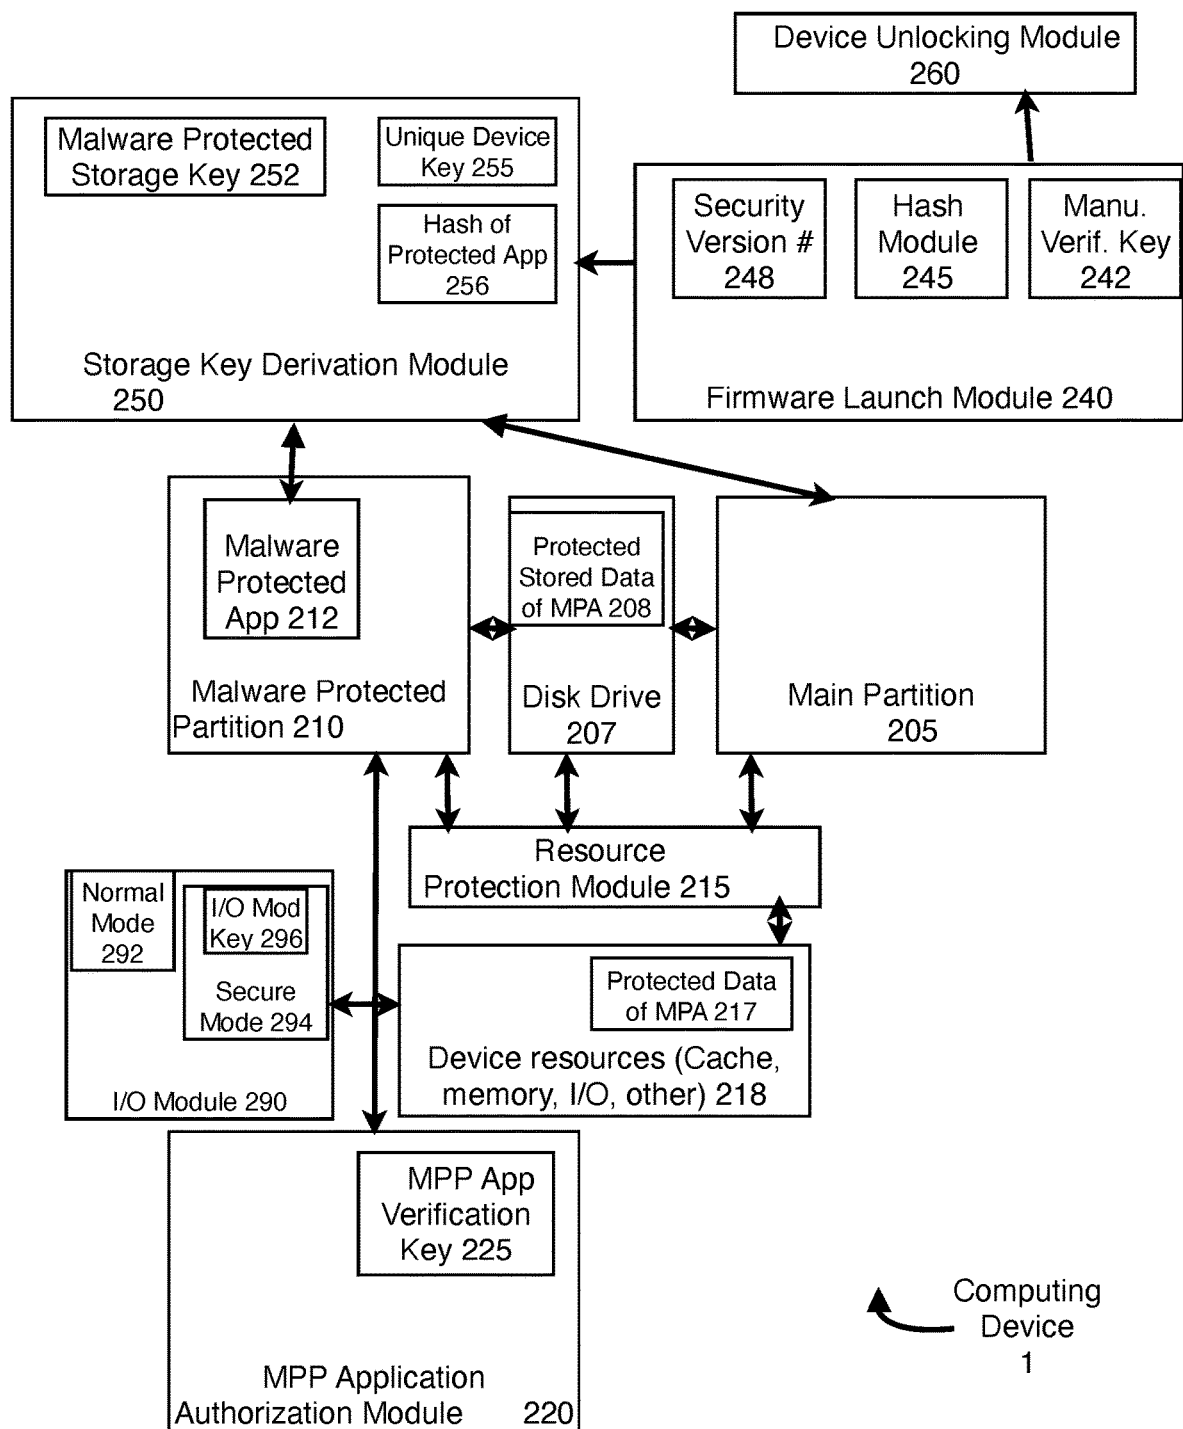 Device Unlocking Module
260
Malware Protected
Storage Key 252
Unique Device
Key 255
Hash of
Protected App
256
Storage Key Derivation Module
250
Security
Version #
248
Hash
Module
245
Manu.
Verif. Key
242
Firmware Launch Module 240
Malware
Protected
App 212
Malware Protected
Partition 210
Protected
Stored Data
of MPA 208
Disk Drive
207
Main Partition
205
Resource
Protection Module 215
Normal
Mode
292
I/O Mod
Key 296
Secure
Mode 294
I/O Module 290
Protected Data
of MPA 217
Device resources (Cache,
memory, I/O, other) 218
MPP App
Verification
Key 225
MPP Application
Authorization Module 220
Computing
Device
1